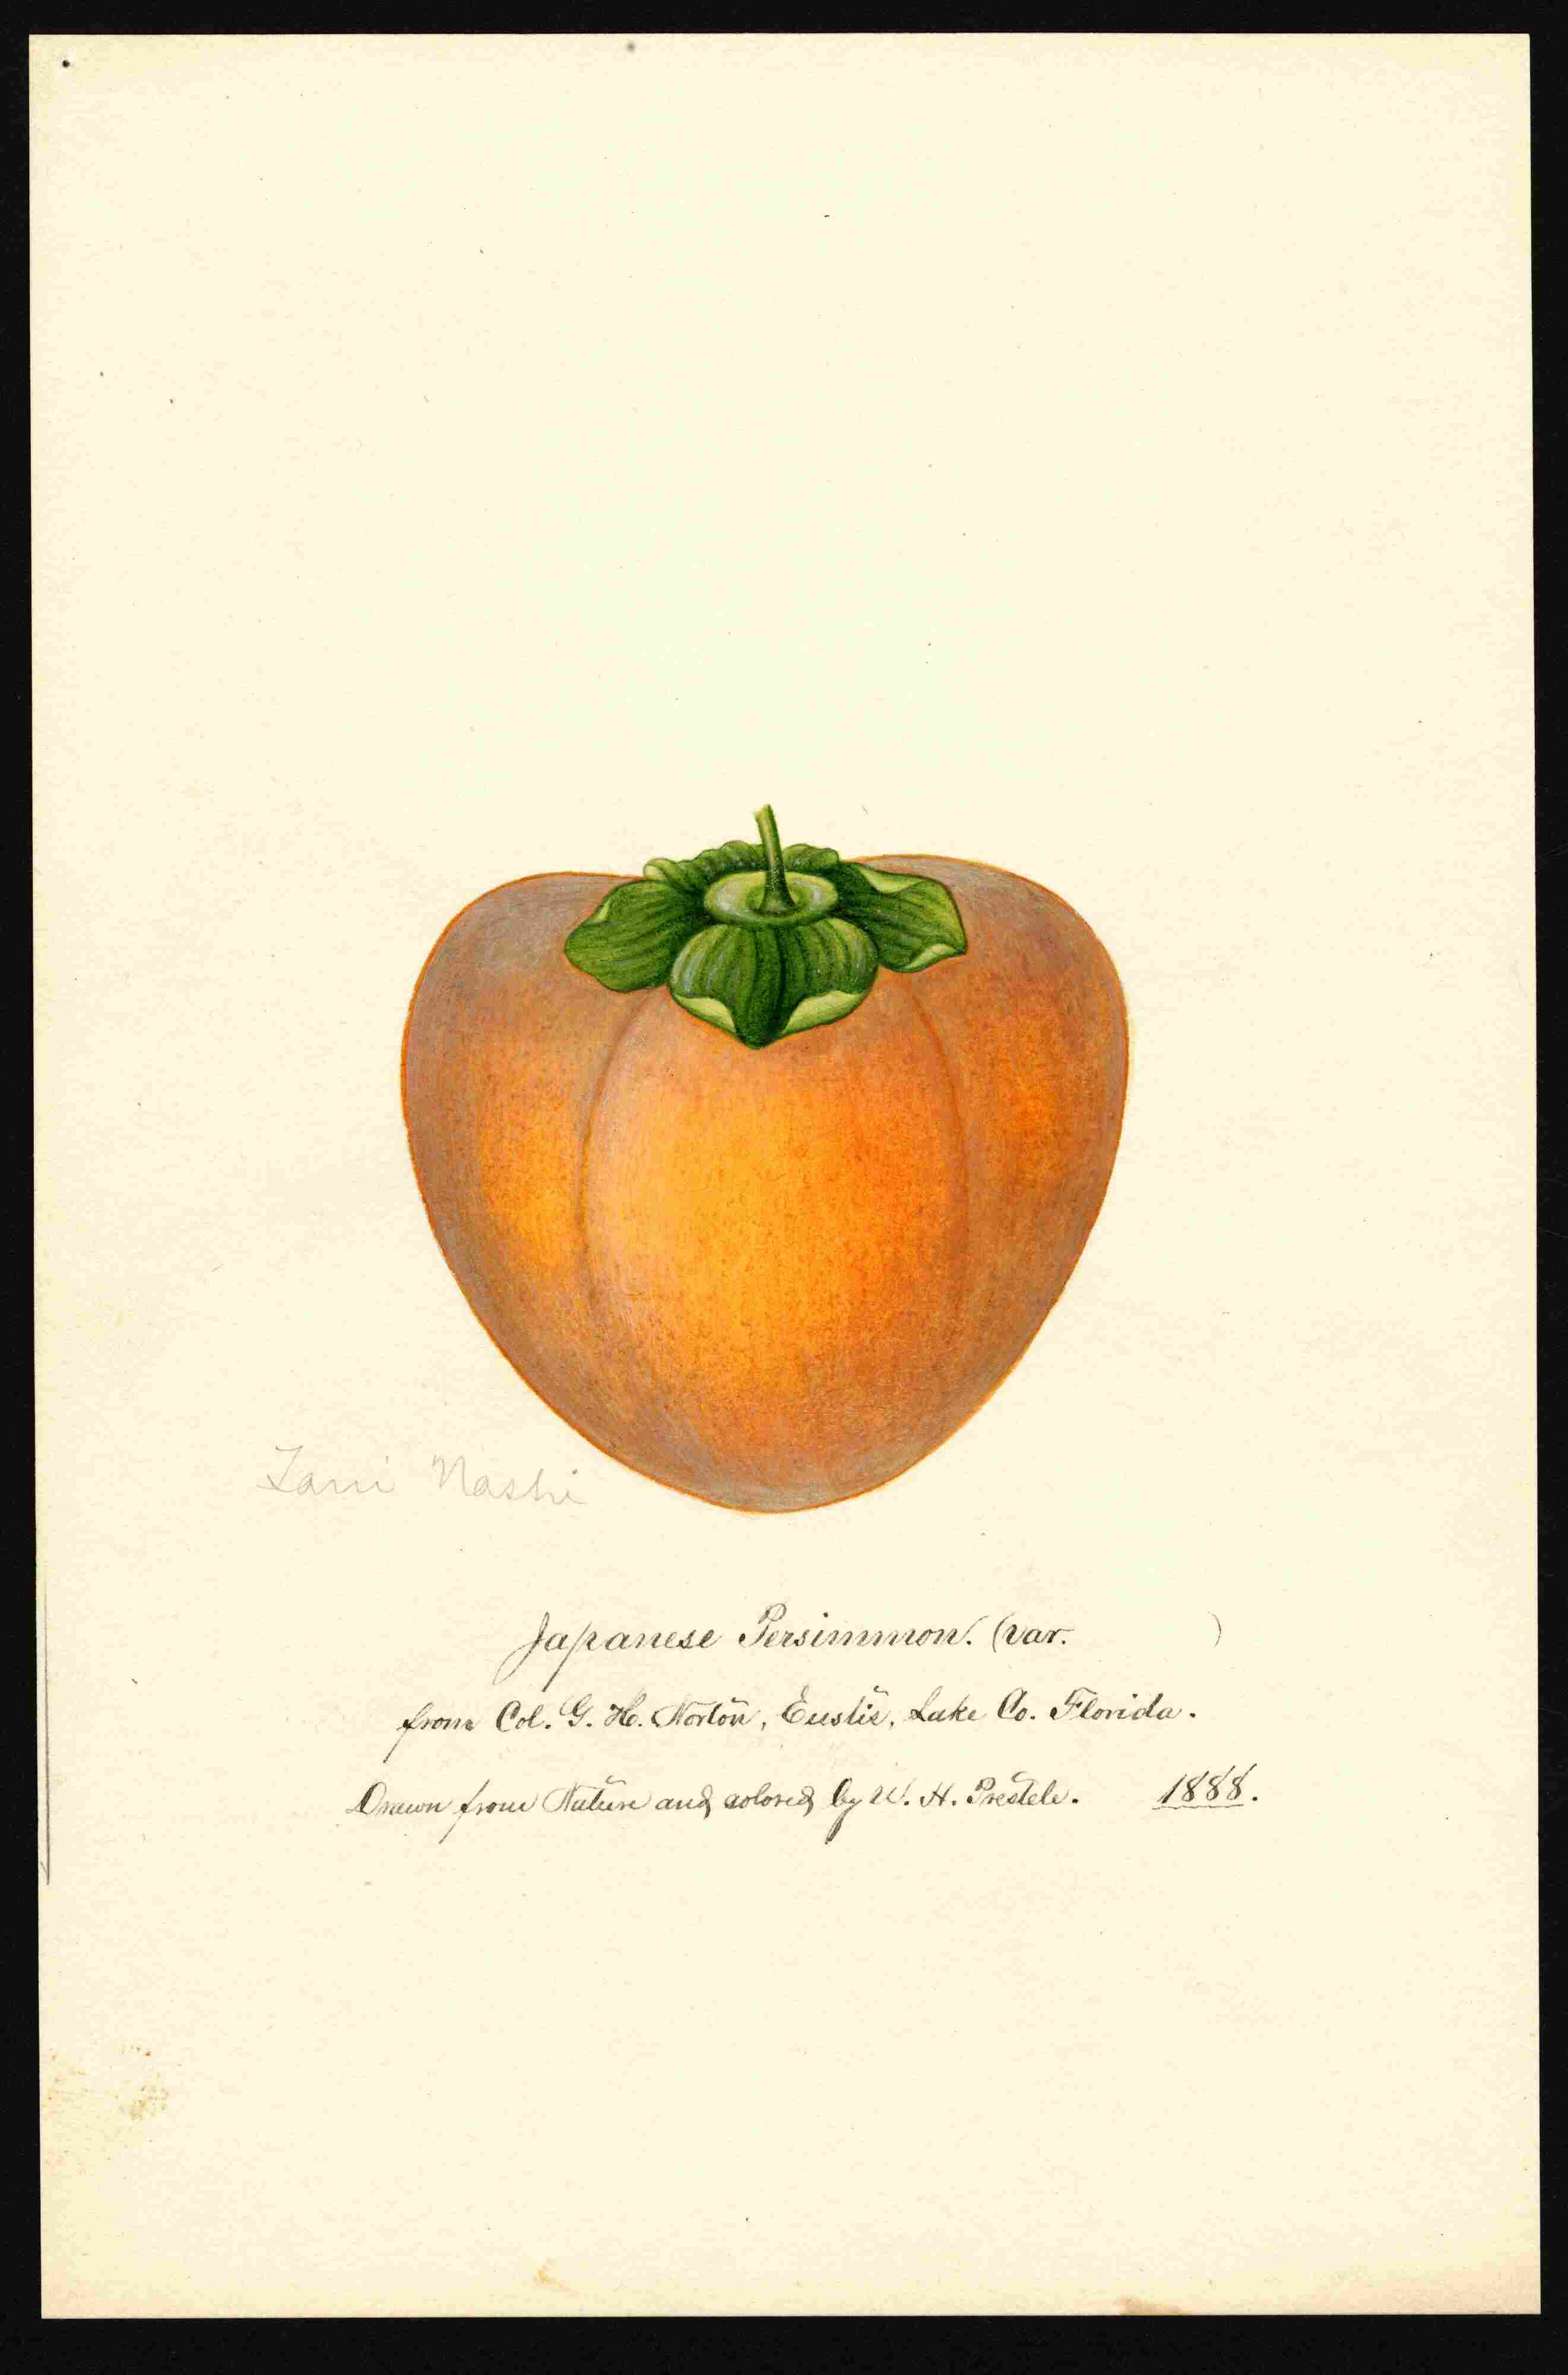 Tani Nashi
Japanese Persimmon. (var. )
from Col. G. H. Norton, Eustis, Lake Co. Florida.
Drawn from Nature and colored by W. H. Prestele. 1888.